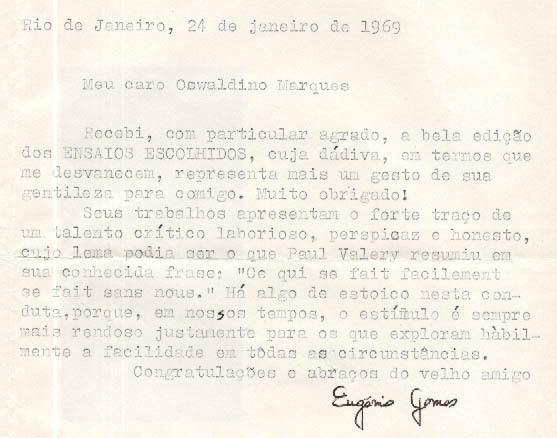 Rio de Janeiro, 24 de janeiro de 1969
Meu caro Oswaldino Marques
Recebi, com particular agrado, a bela edição
dos ENSAIOS ESCOLHIDOS, cuja dádiva, em termos que
me desvanecem, representa mais um gesto de sua
gentileza para comigo. Muito obrigado!
Seus trabalhos apresentam o forte traço de
um talento crítico laborioso, perspicaz e honesto,
cujo lema podia ser o que Paul Valery resumiu em
sua conhecida frase: "Ce qui se fait facilement
se fait sans nous." Há algo de estoico nesta con-
duta,porque, em nossos tempos, o estímulo é sempre
mais rendoso justamente para os que exploram hàbil-
mente a facilidade em tôdas as circunstâncias.
Congratulações e abraços do velho amigo
Eugênio Gomes